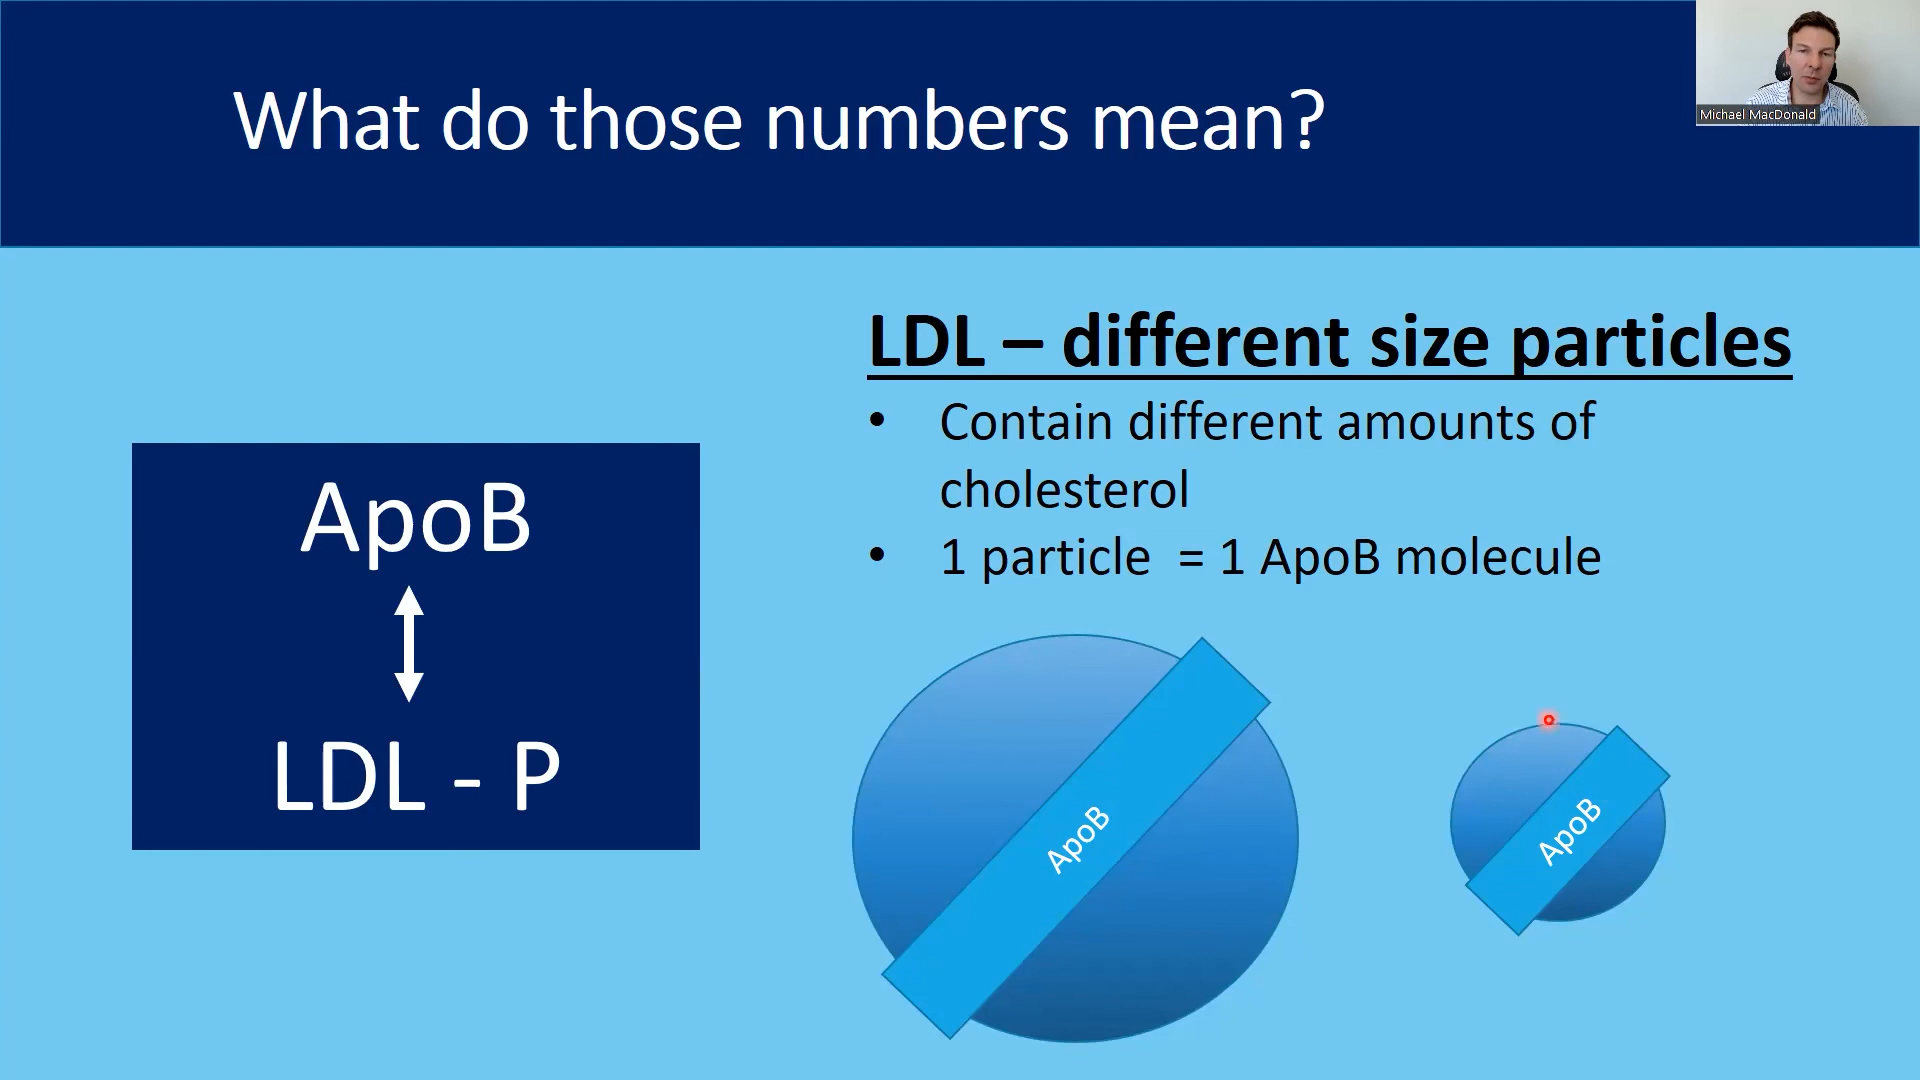 What do those numbers mean?
Michael MacDonald
LDL – different size particles
• Contain different amounts of
cholesterol
• 1 particle = 1 ApoB molecule
ApoB
LDL - P
ApoB
ApoB